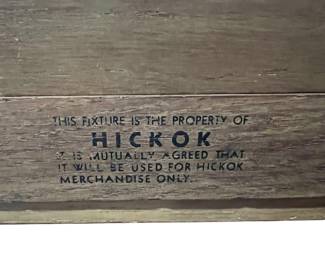 THIS FIXTURE IS THE PROPERTY OF
HICKOK
IT IS MUTUALLY AGREED THAT
IT WILL BE USED FOR HICKOK
MERCHANDISE ONLY.